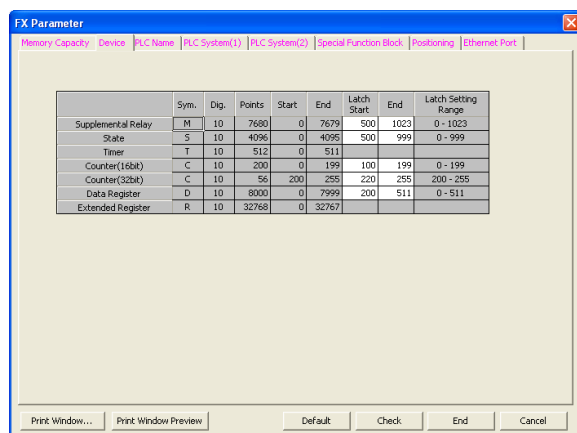 FX Parameter
Memory Capacity Device PLC Name PLC System(1) PLC System(2) Special Function Block Positioning Ethernet Port
Sym. Dig. Points Start End Latch Start End Latch Setting Range
Supplemental Relay M 10 7680 0 7679 500 1023 0 - 1023
State S 10 4096 0 4095 500 999 0 - 999
Timer T 10 512 0 511
Counter(16bit) C 10 200 0 199 100 199 0 - 199
Counter(32bit) C 10 56 200 255 220 255 200 - 255
Data Register D 10 8000 0 7999 200 511 0 - 511
Extended Register R 10 32768 0 32767
Print Window... Print Window Preview Default Check End Cancel